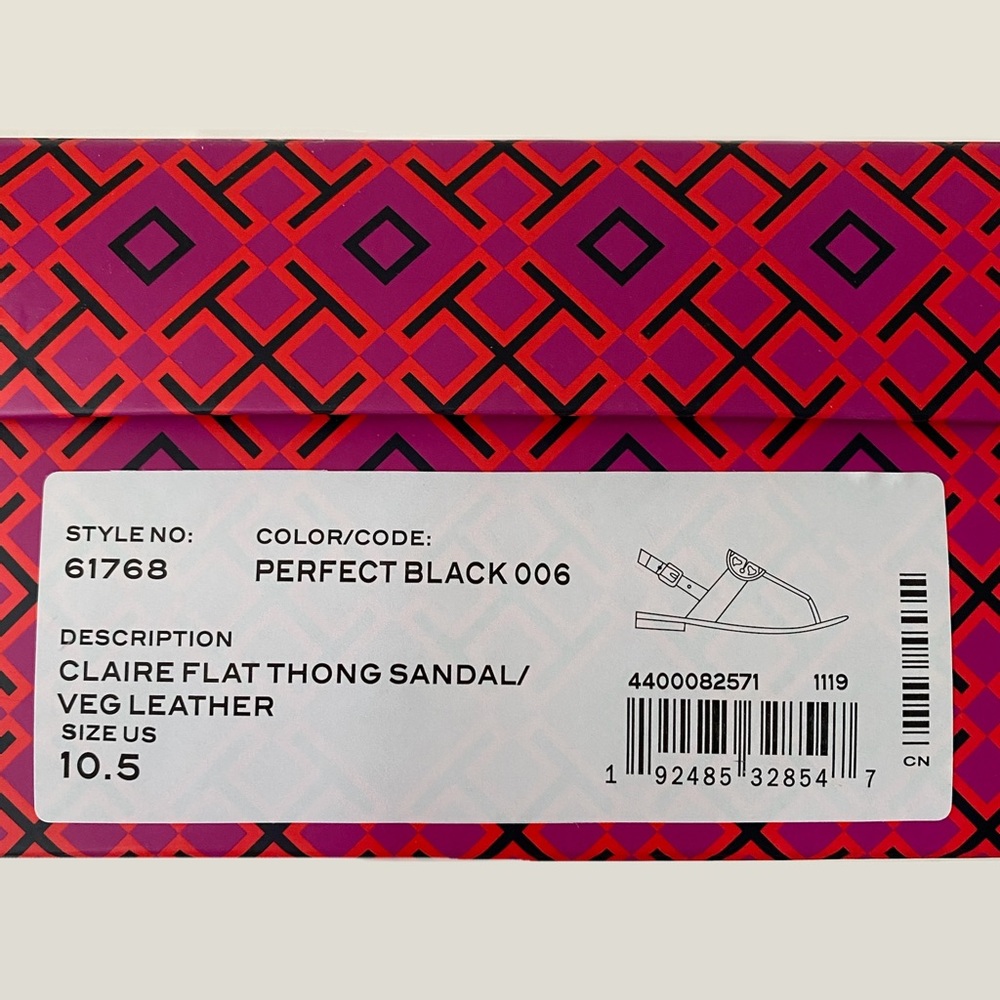 STYLE NO: COLOR/CODE:
61768 PERFECT BLACK 006
DESCRIPTION
CLAIRE FLAT THONG SANDAL/
VEG LEATHER
SIZE US
10.5
4400082571 1119
1 92485 32854 7
CN